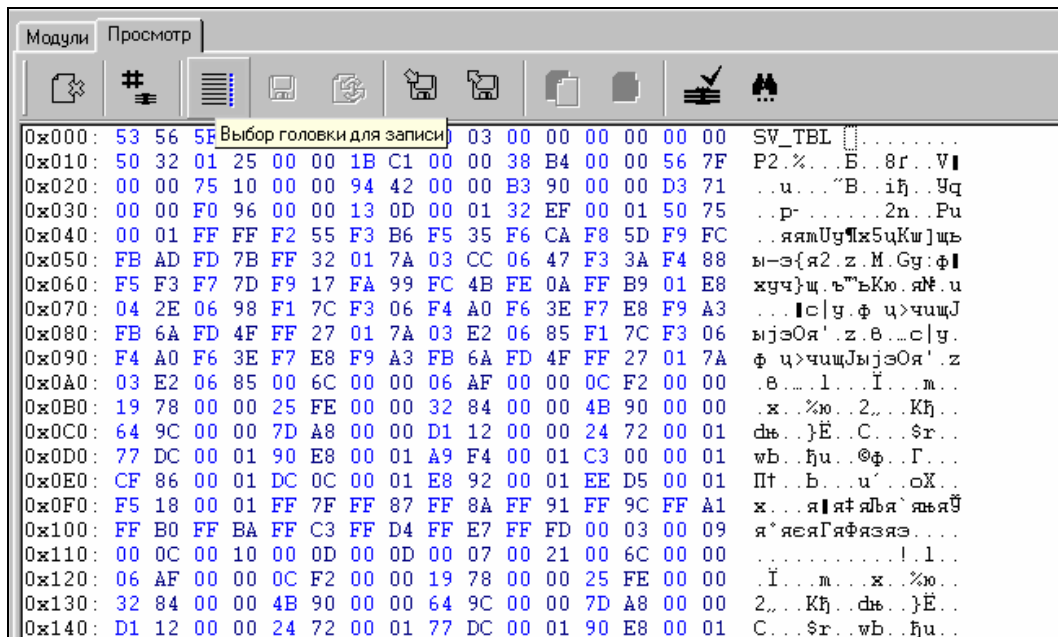 Модули Просмотр
Выбор головки для записи
0x000: 53 56 5F 03 00 00 00 00 00 00 SV_TBL
0x010: 50 32 01 25 00 00 1B C1 00 00 38 B4 00 00 56 7F P2.%...Б..8ґ..V▮
0x020: 00 00 75 10 00 00 94 42 00 00 B3 90 00 00 D3 71 ..u...˜B..іђ..Уq
0x030: 00 00 F0 96 00 00 13 0D 00 01 32 EF 00 01 50 75 ..р-......2п..Pu
0x040: 00 01 FF FF F2 55 F3 B6 F5 35 F6 CA F8 5D F9 FC ..яятUу¶х5цКш]щь
0x050: FB AD FD 7B FF 32 01 7A 03 CC 06 47 F3 3A F4 88 ы-э{я2.z.М.Gу:ф▮
0x060: F5 F3 F7 7D F9 17 FA 99 FC 4B FE 0A FF B9 01 E8 хуч}щ.ъ™ьKю.я№.и
0x070: 04 2E 06 98 F1 7C F3 06 F4 A0 F6 3E F7 E8 F9 A3 ...▮с|у.ф ц>чищЈ
0x080: FB 6A FD 4F FF 27 01 7A 03 E2 06 85 F1 7C F3 06 ыjэOя'.z.в.…с|у.
0x090: F4 A0 F6 3E F7 E8 F9 A3 FB 6A FD 4F FF 27 01 7A ф ц>чищЈыjэOя'.z
0x0A0: 03 E2 06 85 00 6C 00 00 06 AF 00 00 0C F2 00 00 .в.….l...Ї...т..
0x0B0: 19 78 00 00 25 FE 00 00 32 84 00 00 4B 90 00 00 .x..%ю..2„..Kђ..
0x0C0: 64 9C 00 00 7D A8 00 00 D1 12 00 00 24 72 00 01 dњ..}Ё..С...$r..
0x0D0: 77 DC 00 01 90 E8 00 01 A9 F4 00 01 C3 00 00 01 wЬ..ђи..©ф..Г...
0x0E0: CF 86 00 01 DC 0C 00 01 E8 92 00 01 EE D5 00 01 П†..Ь...и’..оХ..
0x0F0: F5 18 00 01 FF 7F FF 87 FF 8A FF 91 FF 9C FF A1 х...я▮я‡яЉя‘яњяЎ
0x100: FF B0 FF BA FF C3 FF D4 FF E7 FF FD 00 03 00 09 я°яєяГяФязяэ....
0x110: 00 0C 00 10 00 0D 00 0D 00 07 00 21 00 6C 00 00 ...........!.l..
0x120: 06 AF 00 00 0C F2 00 00 19 78 00 00 25 FE 00 00 .Ї...т...x..%ю..
0x130: 32 84 00 00 4B 90 00 00 64 9C 00 00 7D A8 00 00 2„..Kђ..dњ..}Ё..
0x140: D1 12 00 00 24 72 00 01 77 DC 00 01 90 E8 00 01 С...$r..wЬ..ђи..